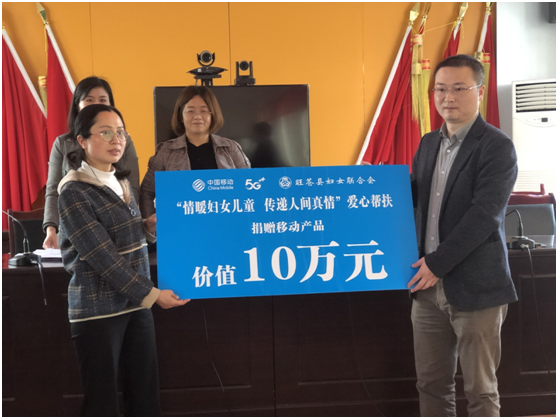 中国移动 China Mobile 5G+ 旺苍县妇女联合会
“情暖妇女儿童 传递人间真情”爱心帮扶
捐赠移动产品
价值10万元